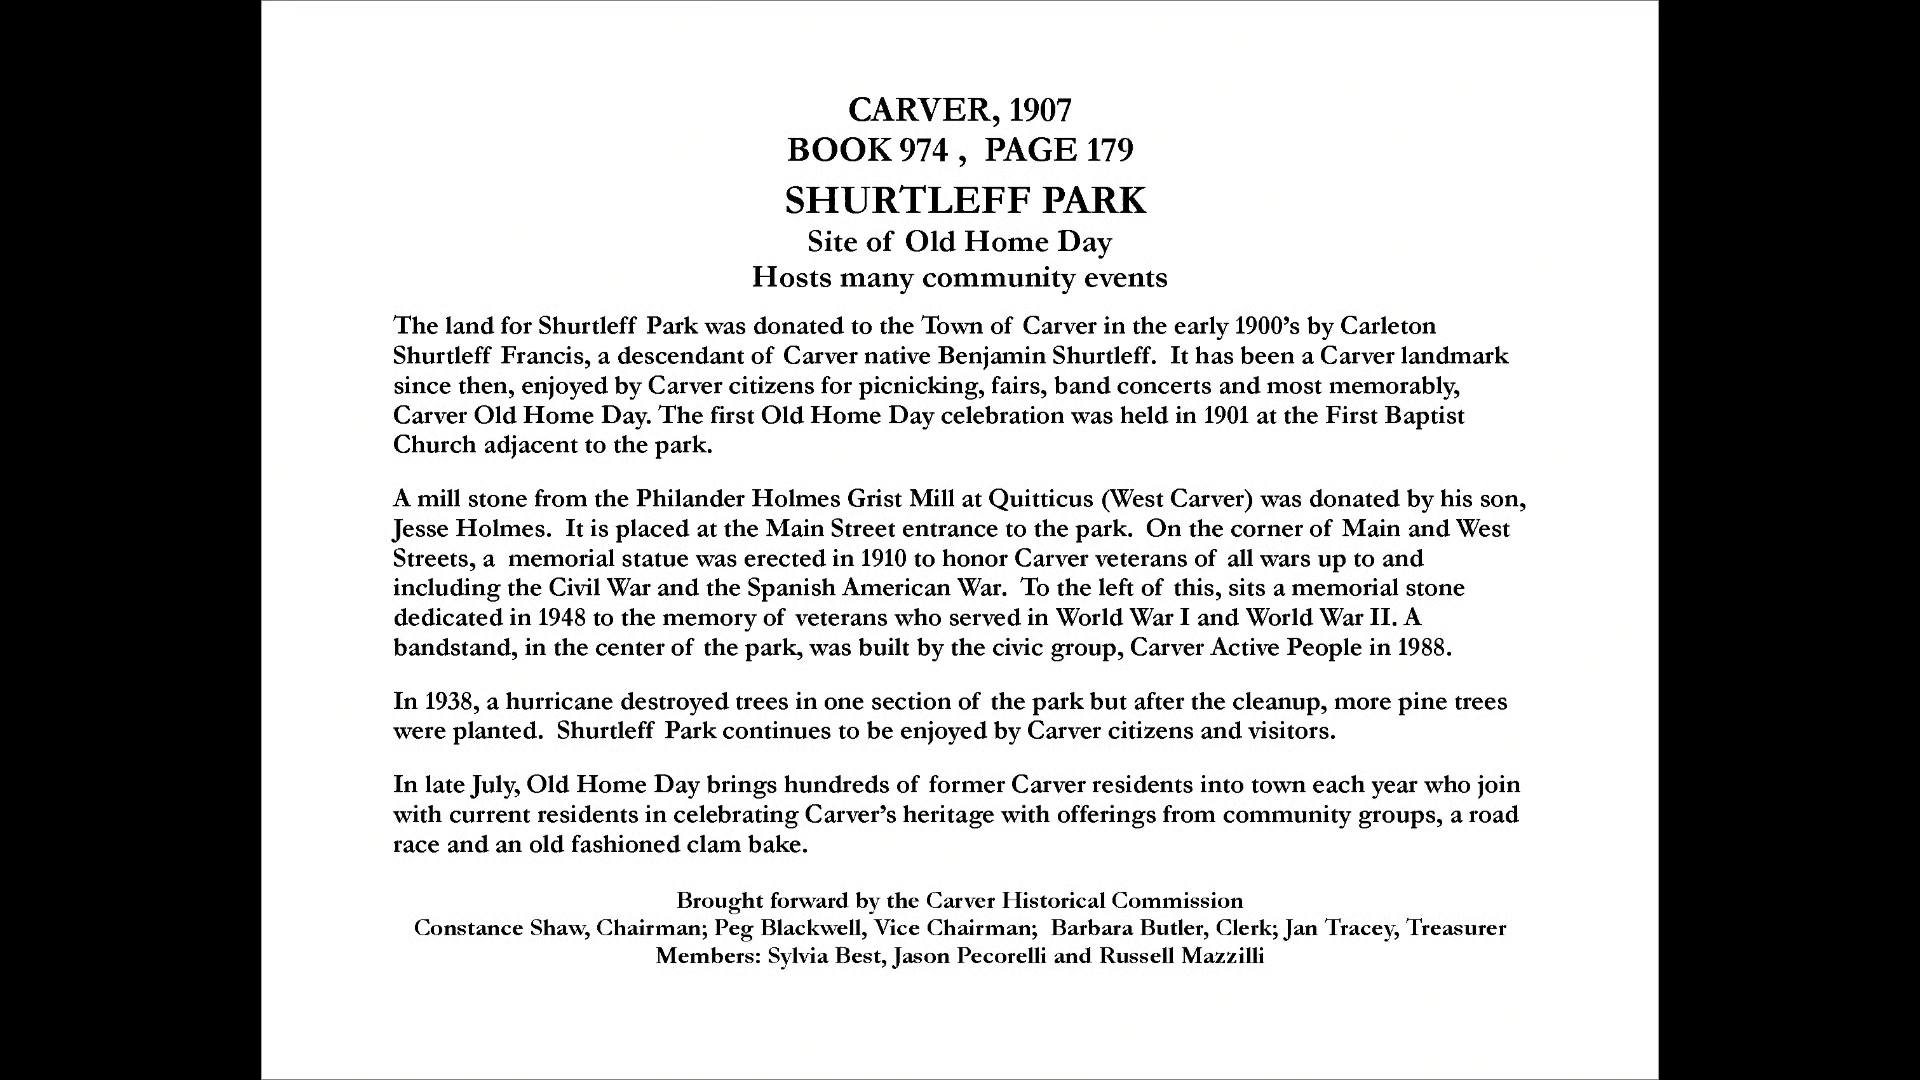 CARVER, 1907
BOOK 974 , PAGE 179
SHURTLEFF PARK
Site of Old Home Day
Hosts many community events
The land for Shurtleff Park was donated to the Town of Carver in the early 1900’s by Carleton
Shurtleff Francis, a descendant of Carver native Benjamin Shurtleff. It has been a Carver landmark
since then, enjoyed by Carver citizens for picnicking, fairs, band concerts and most memorably,
Carver Old Home Day. The first Old Home Day celebration was held in 1901 at the First Baptist
Church adjacent to the park.
A mill stone from the Philander Holmes Grist Mill at Quitticus (West Carver) was donated by his son,
Jesse Holmes. It is placed at the Main Street entrance to the park. On the corner of Main and West
Streets, a memorial statue was erected in 1910 to honor Carver veterans of all wars up to and
including the Civil War and the Spanish American War. To the left of this, sits a memorial stone
dedicated in 1948 to the memory of veterans who served in World War I and World War II. A
bandstand, in the center of the park, was built by the civic group, Carver Active People in 1988.
In 1938, a hurricane destroyed trees in one section of the park but after the cleanup, more pine trees
were planted. Shurtleff Park continues to be enjoyed by Carver citizens and visitors.
In late July, Old Home Day brings hundreds of former Carver residents into town each year who join
with current residents in celebrating Carver’s heritage with offerings from community groups, a road
race and an old fashioned clam bake.
Brought forward by the Carver Historical Commission
Constance Shaw, Chairman; Peg Blackwell, Vice Chairman; Barbara Butler, Clerk; Jan Tracey, Treasurer
Members: Sylvia Best, Jason Pecorelli and Russell Mazzilli